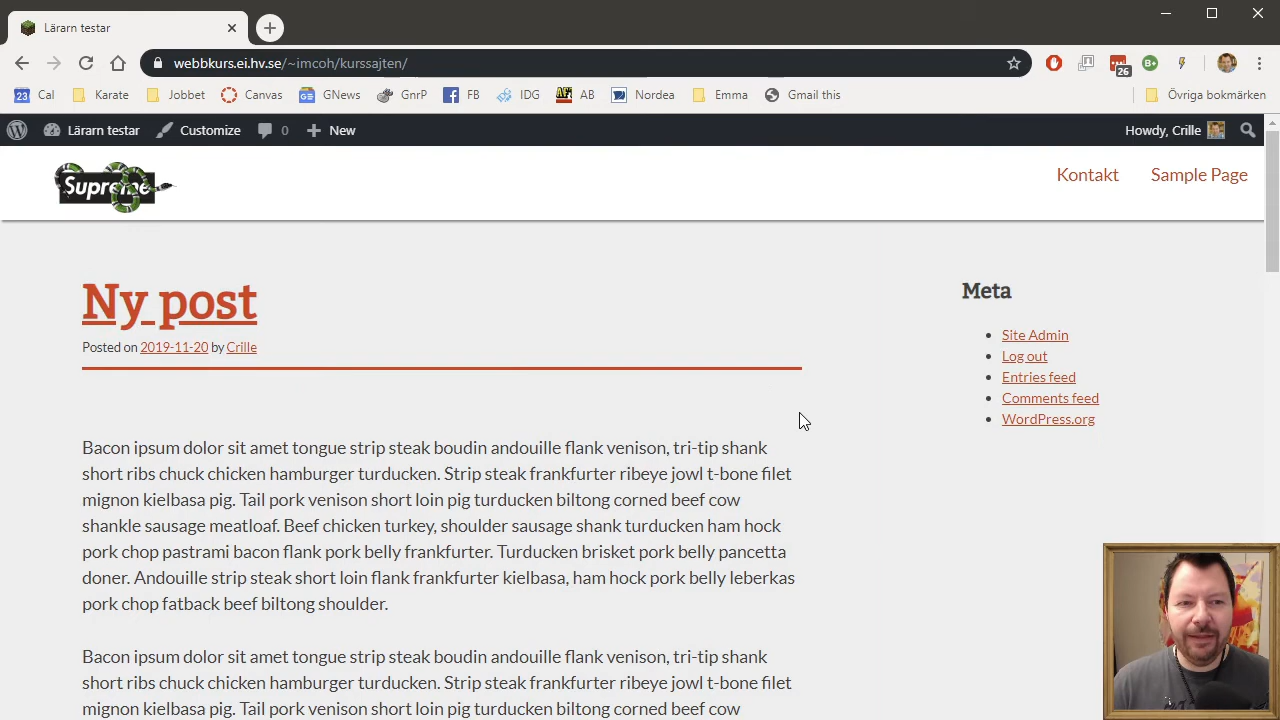 Lärarn testar
webbkurs.ei.hv.se/~imcoh/kurssajten/
26
B+
23 Cal
Karate
Jobbet
Canvas
GNews
GnrP
FB
IDG
AB
Nordea
Emma
Gmail this
Övriga bokmärken
Lärarn testar
Customize
0
New
Howdy, Crille
Supreme
Kontakt
Sample Page
Ny post
Posted on 2019-11-20 by Crille
Bacon ipsum dolor sit amet tongue strip steak boudin andouille flank venison, tri-tip shank
short ribs chuck chicken hamburger turducken. Strip steak frankfurter ribeye jowl t-bone filet
mignon kielbasa pig. Tail pork venison short loin pig turducken biltong corned beef cow
shankle sausage meatloaf. Beef chicken turkey, shoulder sausage shank turducken ham hock
pork chop pastrami bacon flank pork belly frankfurter. Turducken brisket pork belly pancetta
doner. Andouille strip steak short loin flank frankfurter kielbasa, ham hock pork belly leberkas
pork chop fatback beef biltong shoulder.
Bacon ipsum dolor sit amet tongue strip steak boudin andouille flank venison, tri-tip shank
short ribs chuck chicken hamburger turducken. Strip steak frankfurter ribeye jowl t-bone filet
mignon kielbasa pig. Tail pork venison short loin pig turducken biltong corned beef cow
Meta
Site Admin
Log out
Entries feed
Comments feed
WordPress.org